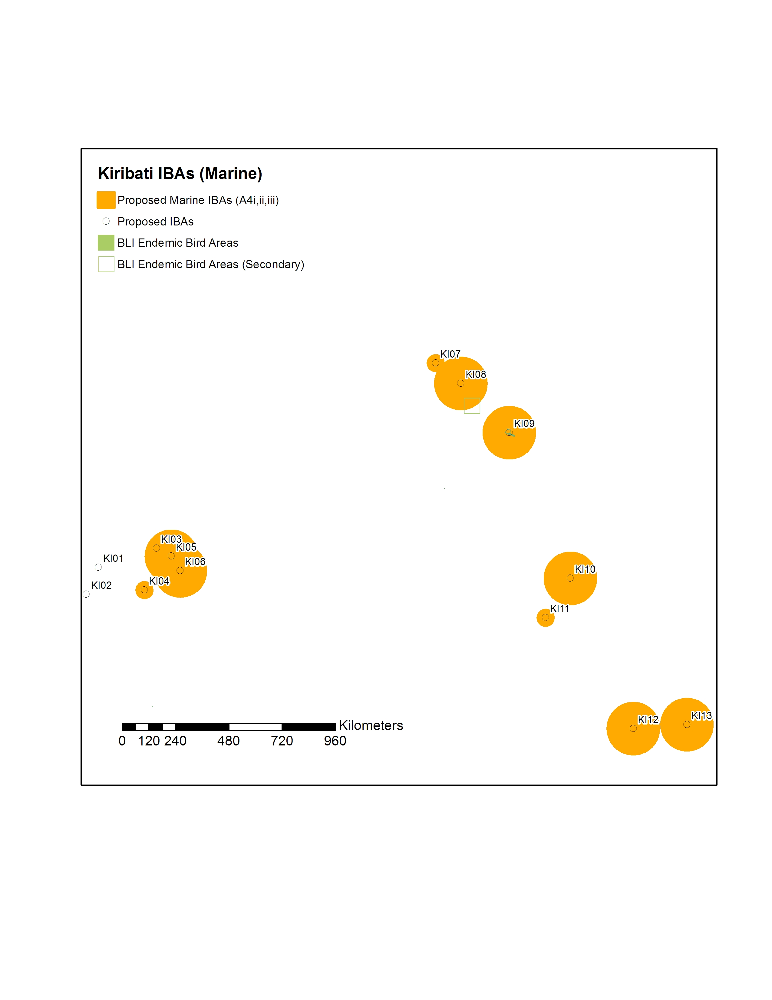 Kiribati IBAs (Marine)
Proposed Marine IBAs (A4i,ii,iii)
Proposed IBAs
BLI Endemic Bird Areas
BLI Endemic Bird Areas (Secondary)
KI07
KI08
KI09
KI03
KI05
KI01
KI06
KI10
KI04
KI02
KI11
KI13
KI12
Kilometers
0 120 240 480 720 960